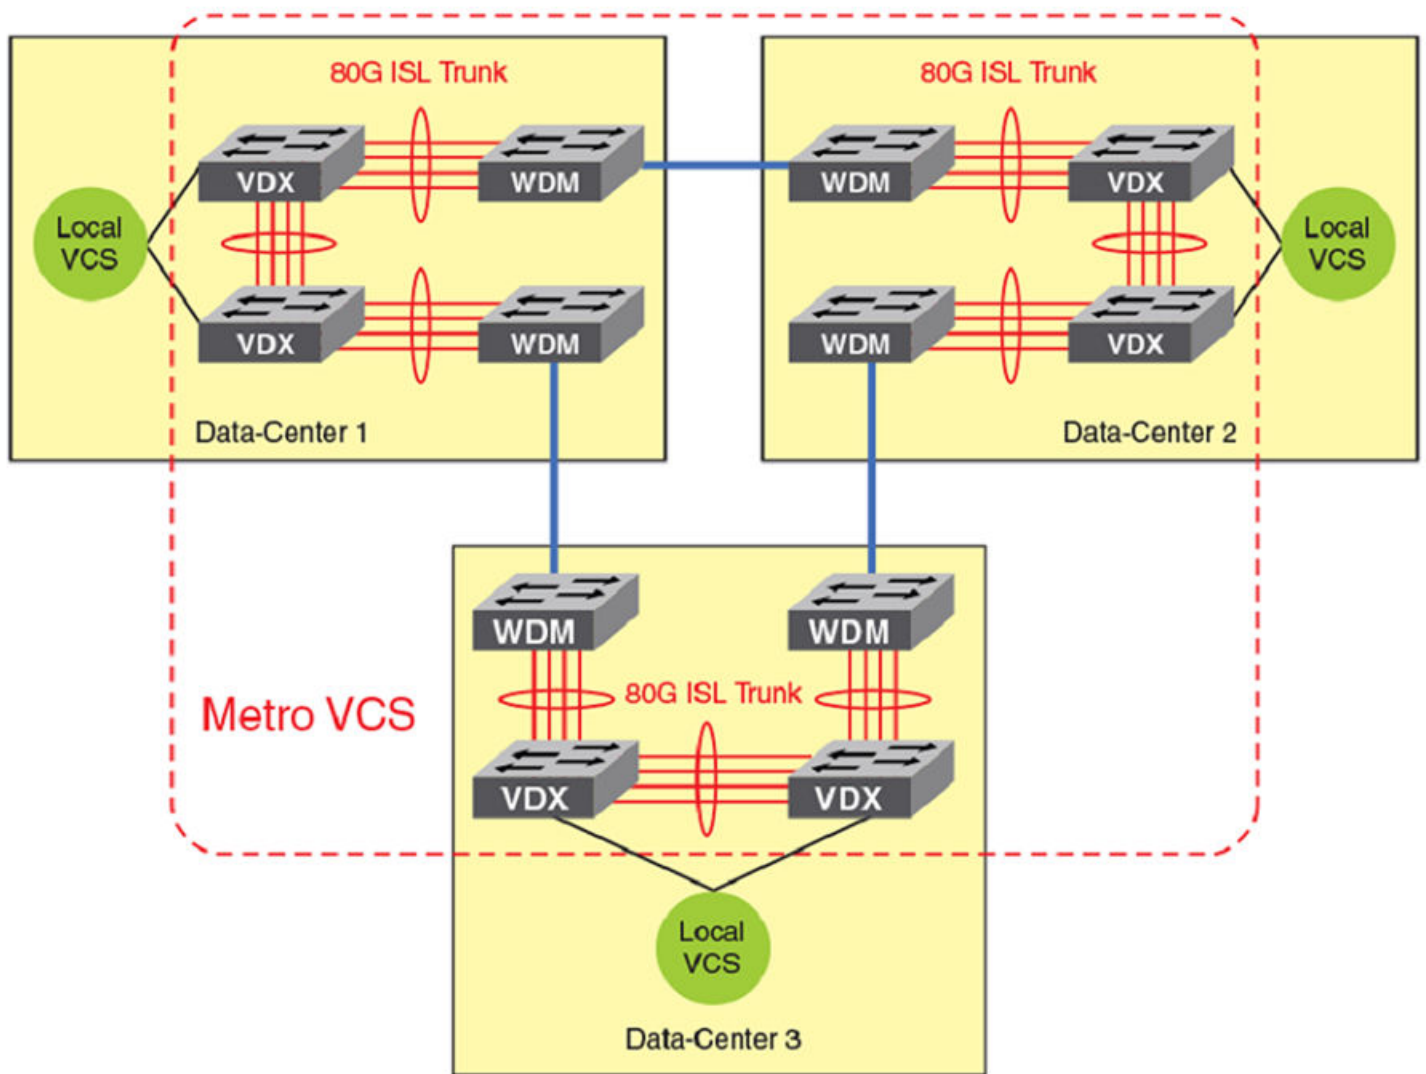 80G ISL Trunk
80G ISL Trunk
VDX
WDM
WDM
VDX
Local
VCS
Local
VCS
VDX
WDM
WDM
VDX
Data-Center 1
Data-Center 2
WDM
WDM
80G ISL Trunk
Metro VCS
VDX
VDX
Local
VCS
Data-Center 3